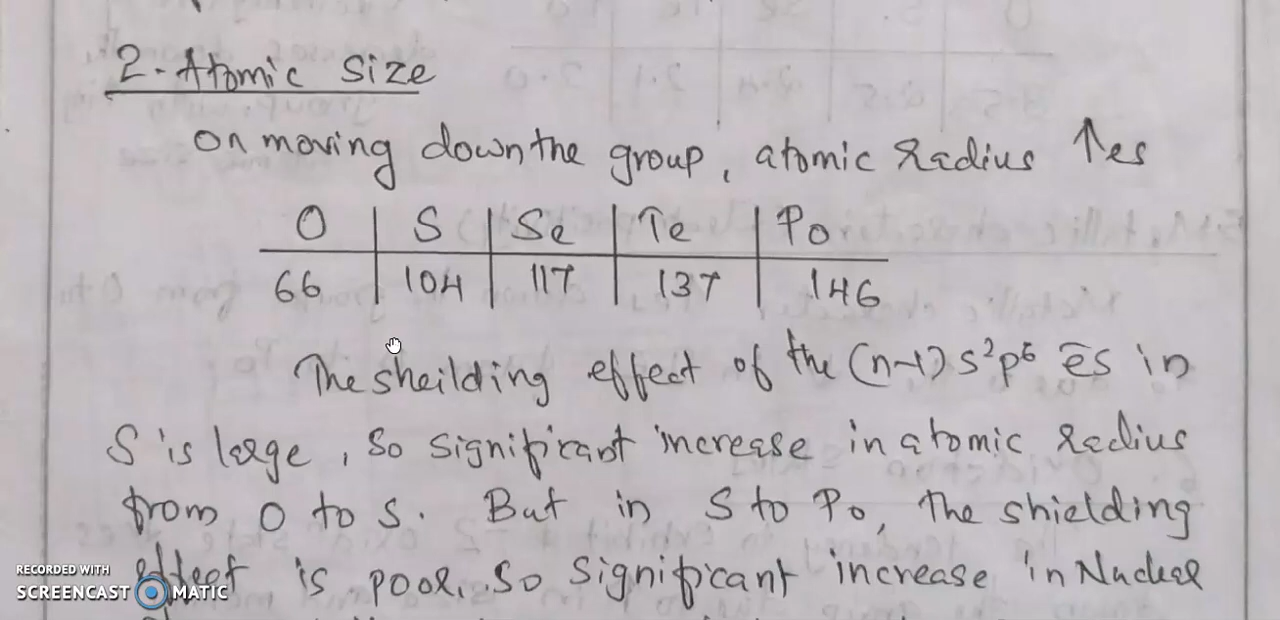 2. Atomic Size
on moving down the group, atomic radius ↑es
O | S | Se | Te | Po
66 | 104 | 117 | 137 | 146
The sheilding effect of the (n-1) s²p⁶ ēs in
S is large, so significant increase in atomic radius
from O to S. But in S to Po, the shielding
effect is poor, so significant increase in Nuclear
RECORDED WITH
SCREENCAST MATIC